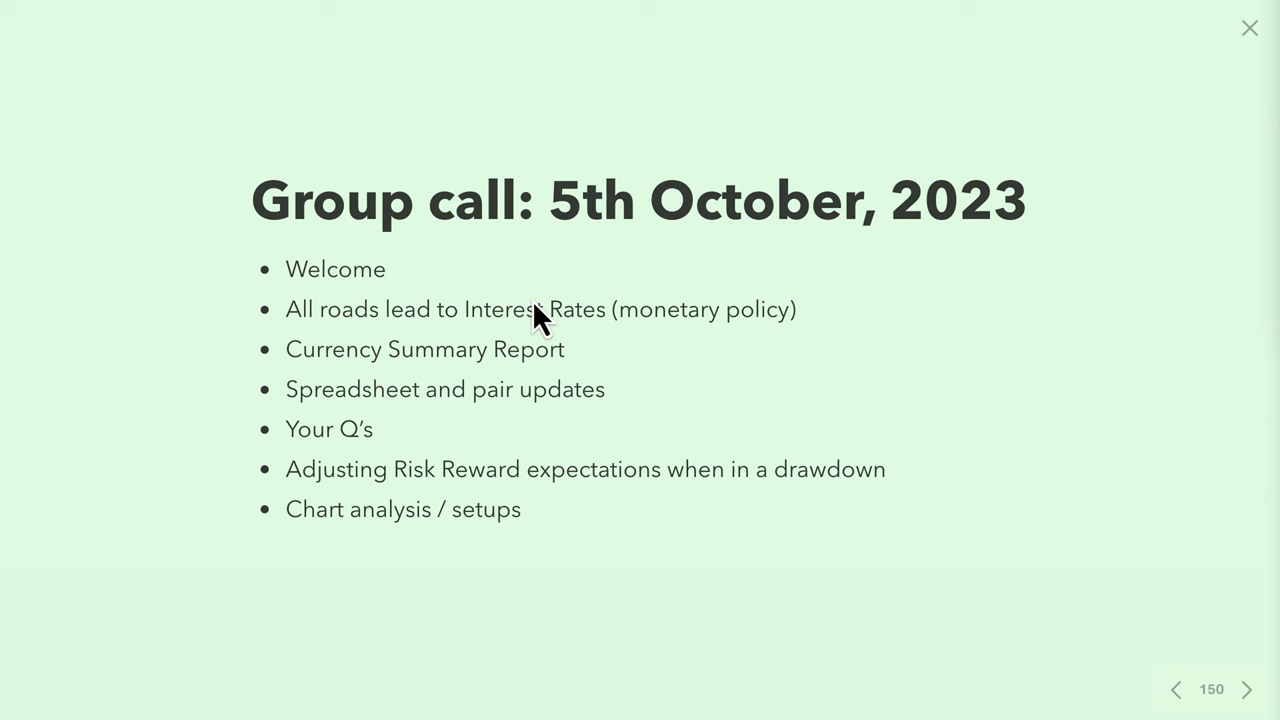 Group call: 5th October, 2023
• Welcome
• All roads lead to Interest Rates (monetary policy)
• Currency Summary Report
• Spreadsheet and pair updates
• Your Q’s
• Adjusting Risk Reward expectations when in a drawdown
• Chart analysis / setups
150